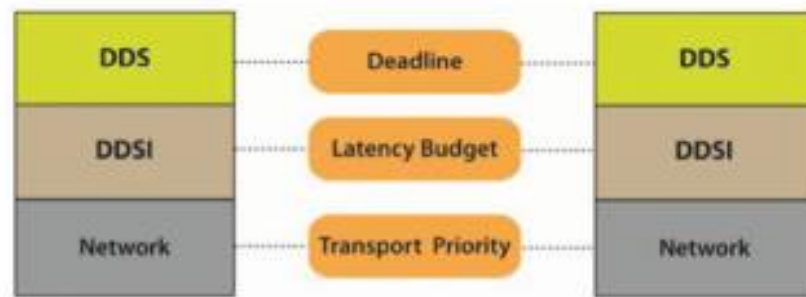 DDS
Deadline
DDS
DDSI
Latency Budget
DDSI
Network
Transport Priority
Network